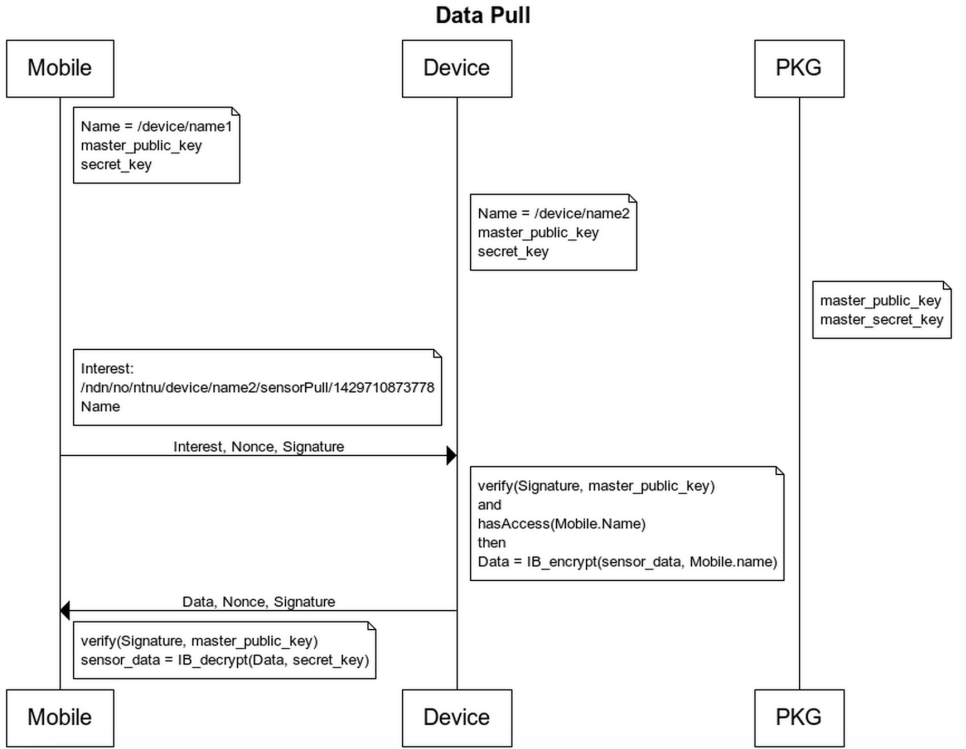 Data Pull
Mobile
Device
PKG
Name = /device/name1
master_public_key
secret_key
Name = /device/name2
master_public_key
secret_key
master_public_key
master_secret_key
Interest:
/ndn/no/ntnu/device/name2/sensorPull/1429710873778
Name
Interest, Nonce, Signature
verify(Signature, master_public_key)
and
hasAccess(Mobile.Name)
then
Data = IB_encrypt(sensor_data, Mobile.name)
Data, Nonce, Signature
verify(Signature, master_public_key)
sensor_data = IB_decrypt(Data, secret_key)
Mobile
Device
PKG